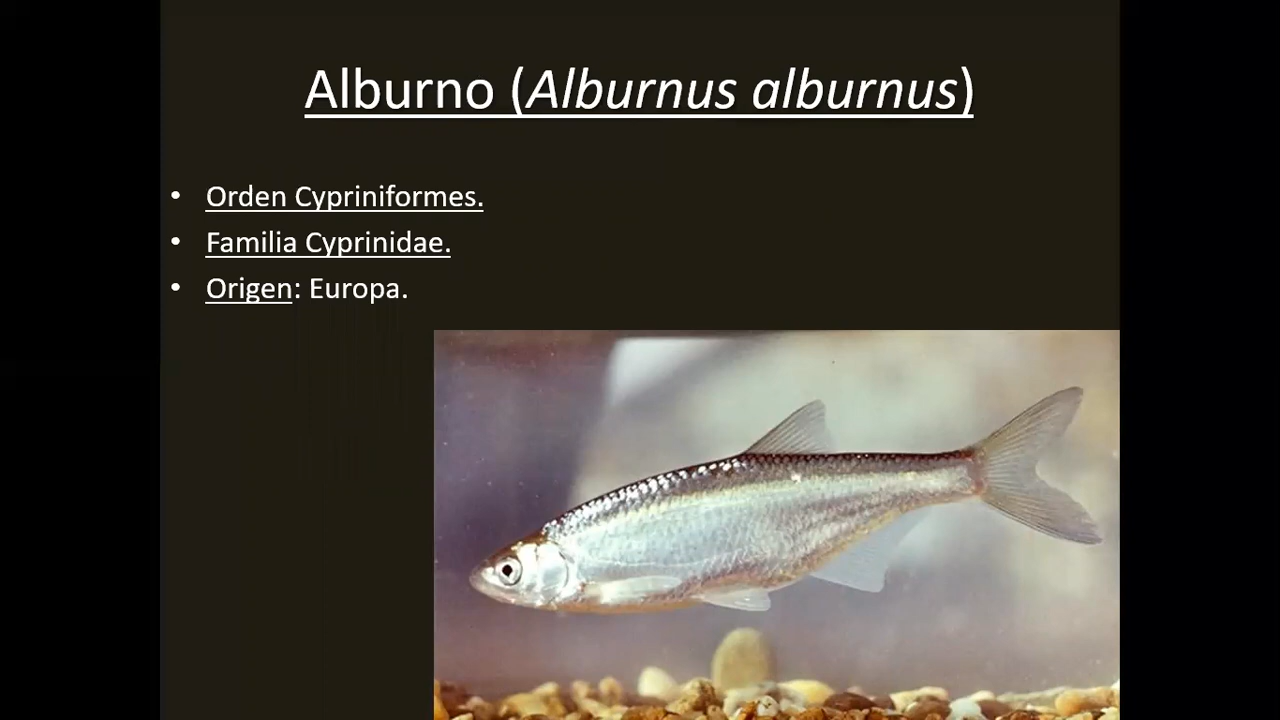 Alburno (Alburnus alburnus)
• Orden Cypriniformes.
• Familia Cyprinidae.
• Origen: Europa.